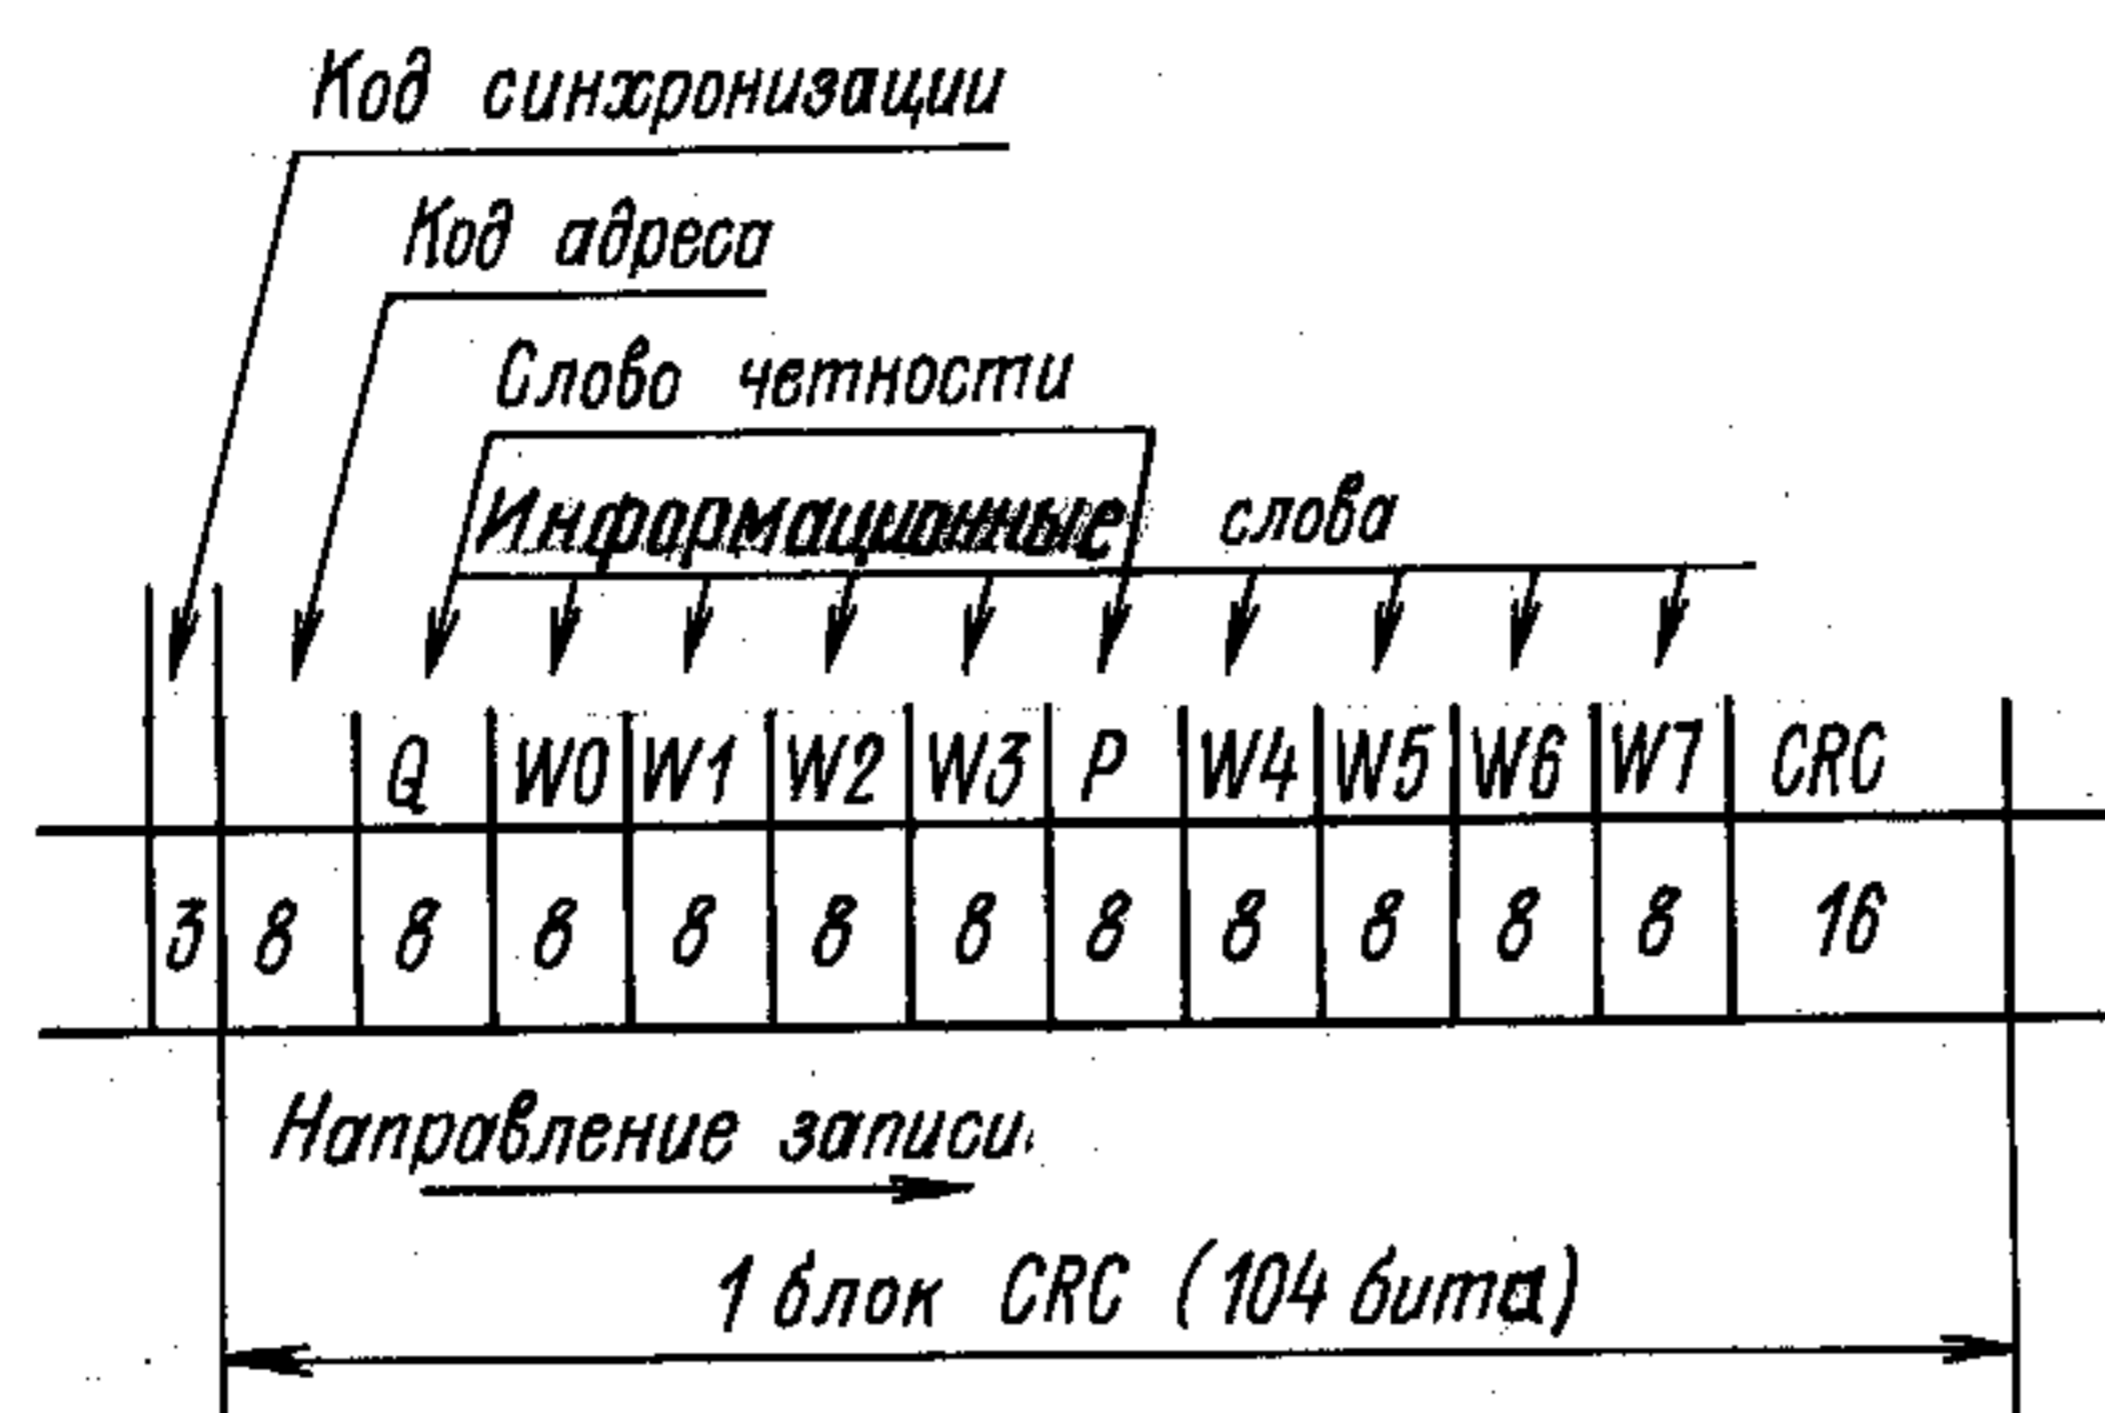 Код синхронизации
Код адреса
Слово четности
Информационные слова
Q W0 W1 W2 W3 P W4 W5 W6 W7 CRC
3 8 8 8 8 8 8 8 8 8 8 8 16
Направление записи
1 блок CRC (104 бита)